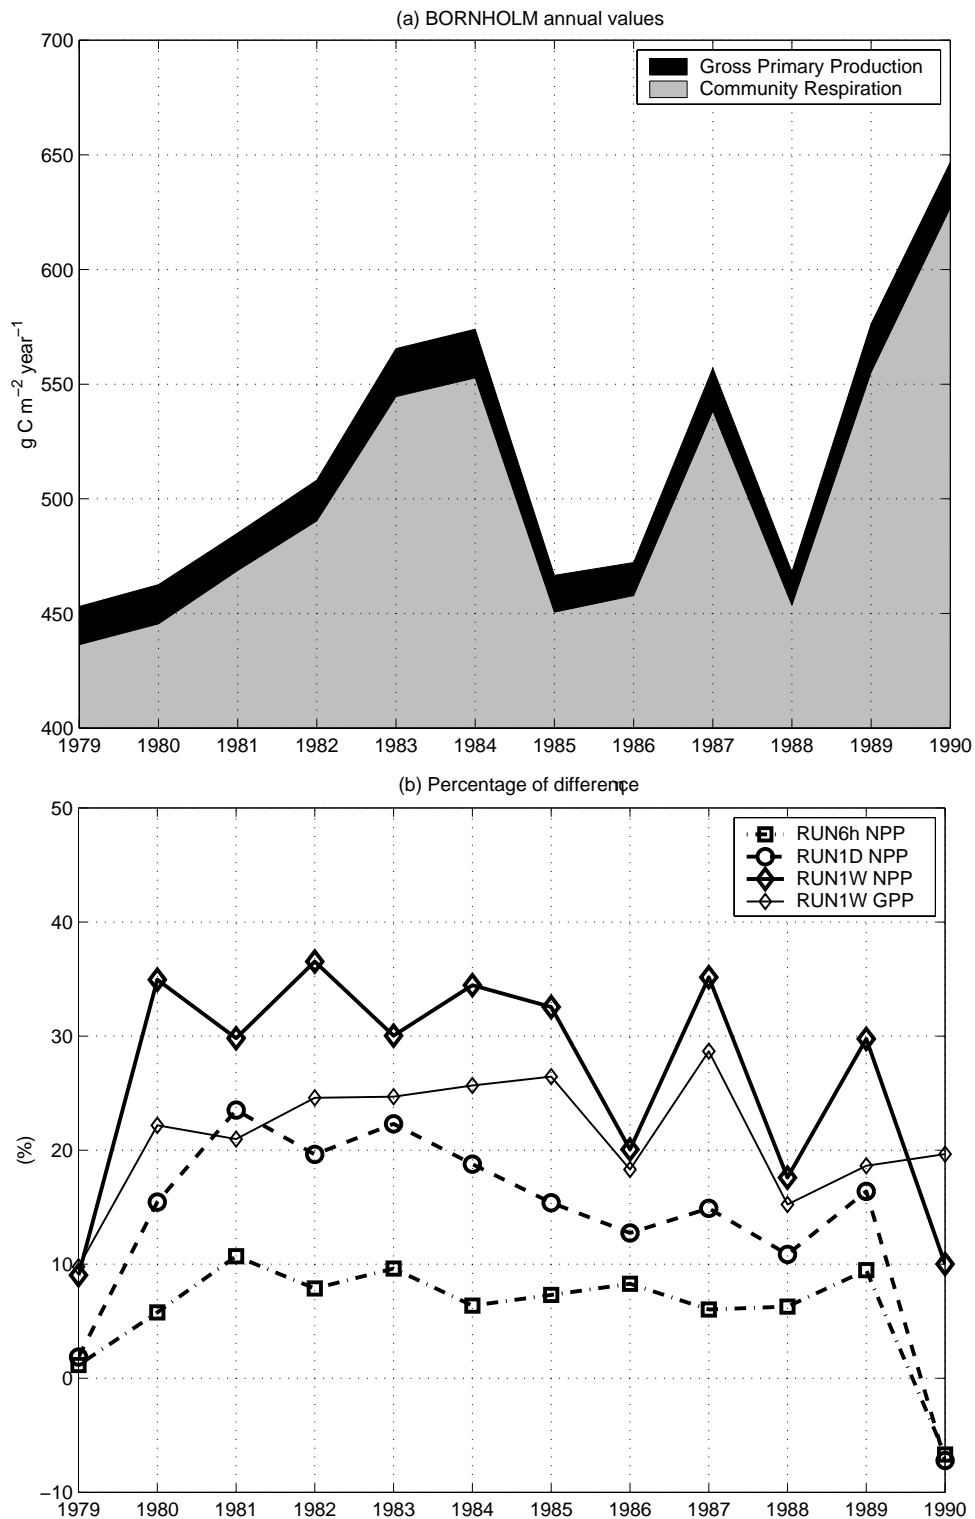 (a) BORNHOLM annual values
700
Gross Primary Production
Community Respiration
650
600
550
g C m⁻² year⁻¹
500
450
400
1979 1980 1981 1982 1983 1984 1985 1986 1987 1988 1989 1990
(b) Percentage of difference
50
RUN6h NPP
RUN1D NPP
RUN1W NPP
RUN1W GPP
40
30
(%)
20
10
0
−10
1979 1980 1981 1982 1983 1984 1985 1986 1987 1988 1989 1990